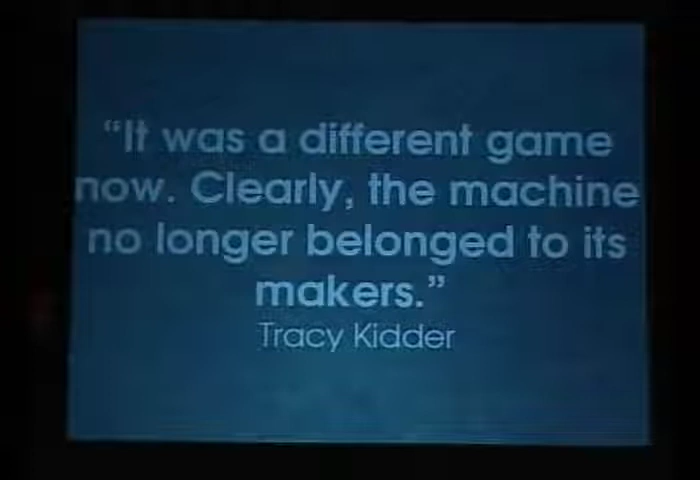 “It was a different game
now. Clearly, the machine
no longer belonged to its
makers.”
Tracy Kidder